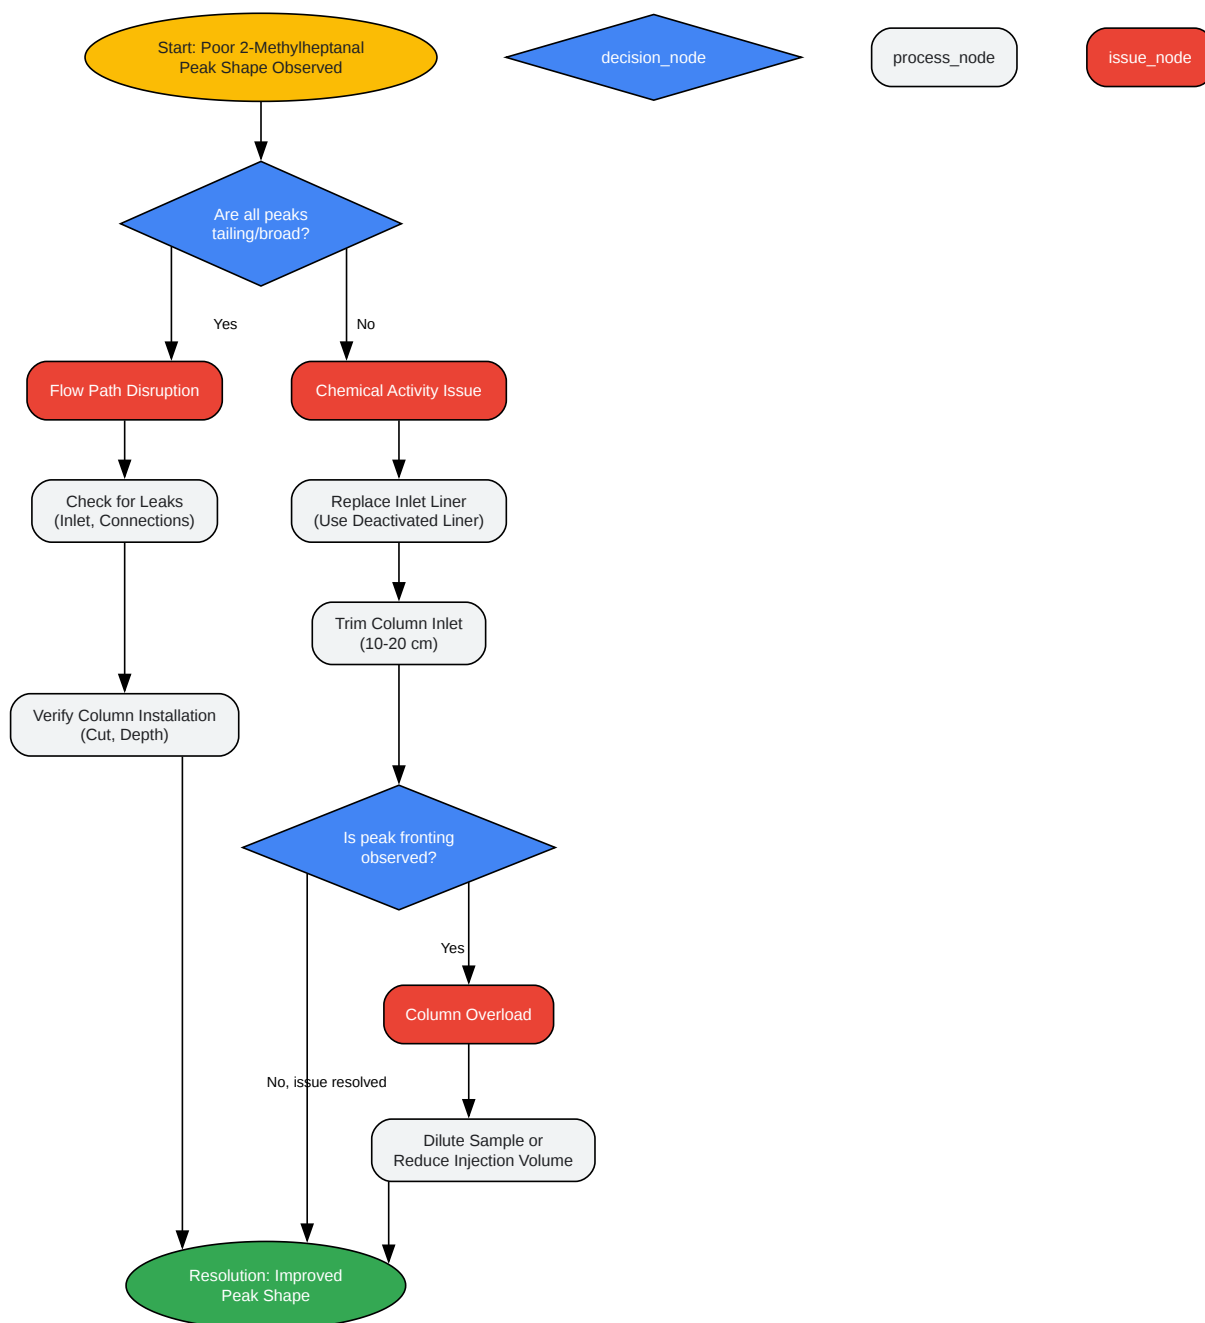 Start: Poor 2-Methylheptanal
Peak Shape Observed
decision_node
process_node
issue_node
Are all peaks
tailing/broad?
Yes
No
Flow Path Disruption
Chemical Activity Issue
Check for Leaks
(Inlet, Connections)
Replace Inlet Liner
(Use Deactivated Liner)
Trim Column Inlet
(10-20 cm)
Verify Column Installation
(Cut, Depth)
Is peak fronting
observed?
Yes
Column Overload
No, issue resolved
Dilute Sample or
Reduce Injection Volume
Resolution: Improved
Peak Shape